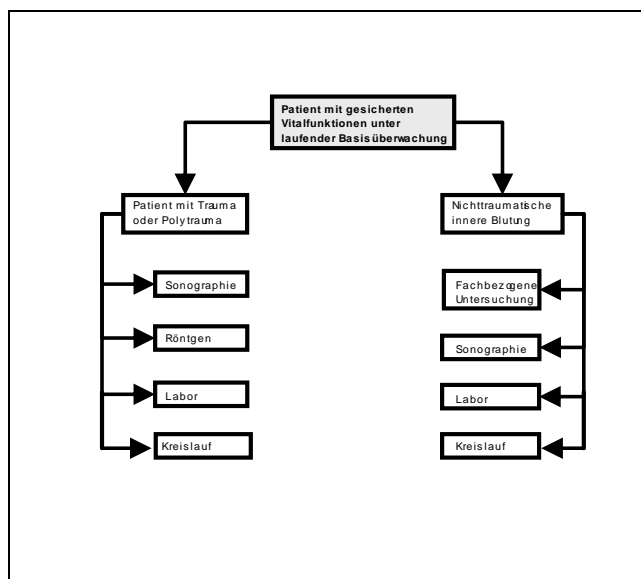 Patient mit gesicherten
Vitalfunktionen unter
laufender Basisüberwachung
Patient mit Trauma
oder Polytrauma
Sonographie
Röntgen
Labor
Kreislauf
Nichttraumatische
innere Blutung
Fachbezogene
Untersuchung
Sonographie
Labor
Kreislauf